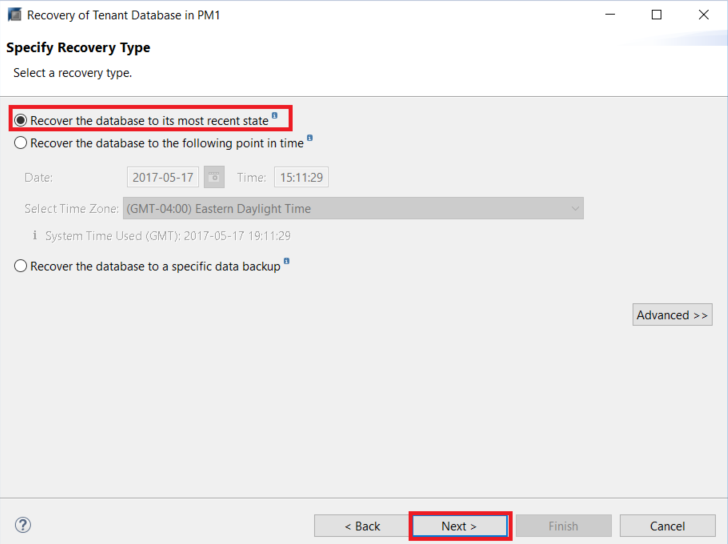 Recovery of Tenant Database in PM1
Specify Recovery Type
Select a recovery type.
Recover the database to its most recent state
Recover the database to the following point in time
Date: 2017-05-17 Time: 15:11:29
Select Time Zone: (GMT-04:00) Eastern Daylight Time
i System Time Used (GMT): 2017-05-17 19:11:29
Recover the database to a specific data backup
Advanced >>
? < Back Next > Finish Cancel